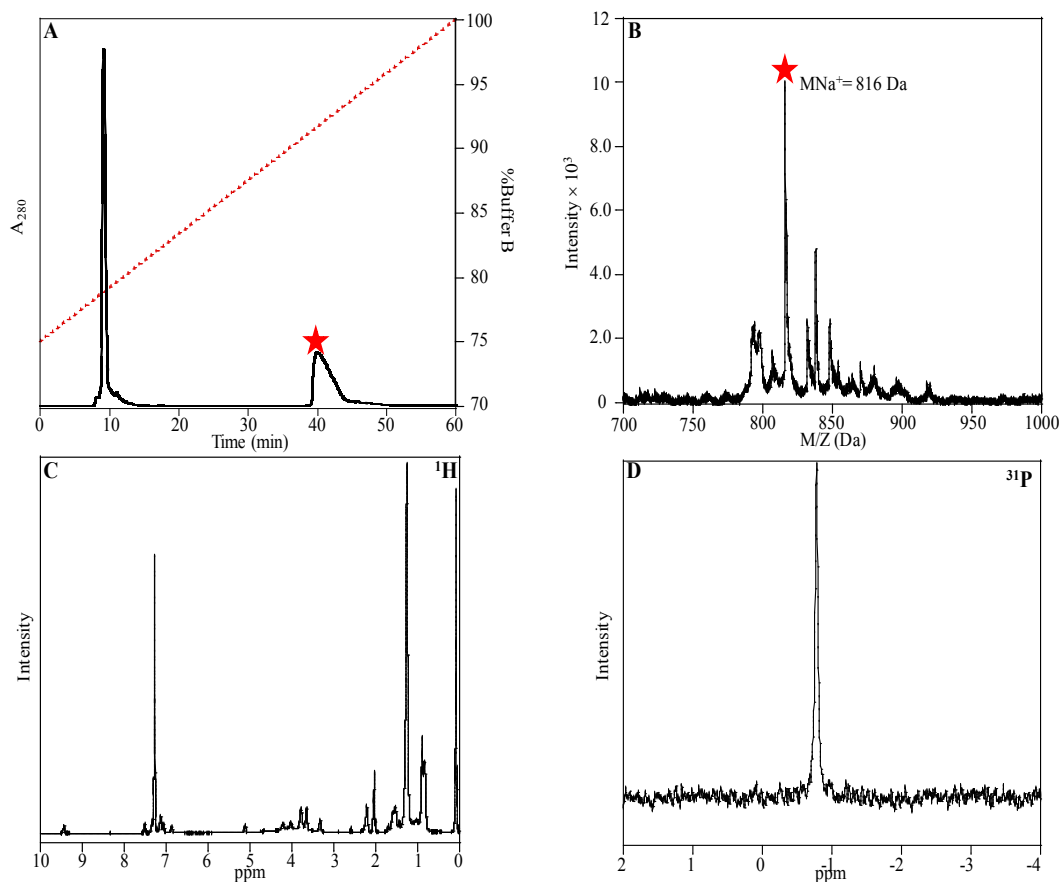 A
A280
%Buffer B
100
95
90
85
80
75
70
0 10 20 30 40 50 60
Time (min)
B
MNa+= 816 Da
Intensity × 10³
12
10
8.0
6.0
4.0
2.0
0
700 750 800 850 900 950 1000
M/Z (Da)
C
¹H
Intensity
10 9 8 7 6 5 4 3 2 1 0
ppm
D
³¹P
Intensity
2 1 0 -1 -2 -3 -4
ppm